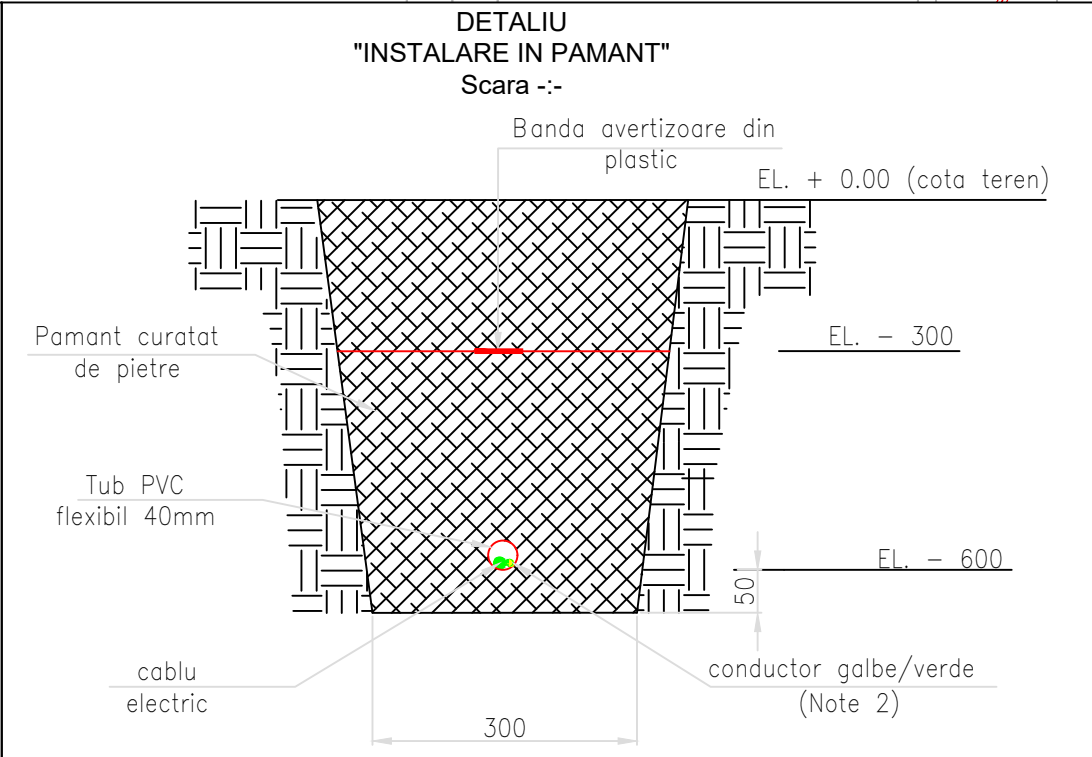 DETALIU
"INSTALARE IN PAMANT"
Scara -:-
Banda avertizoare din
plastic
EL. + 0.00 (cota teren)
Pamant curatat
de pietre
EL. - 300
Tub PVC
flexibil 40mm
EL. - 600
50
cablu
electric
conductor galbe/verde
(Note 2)
300